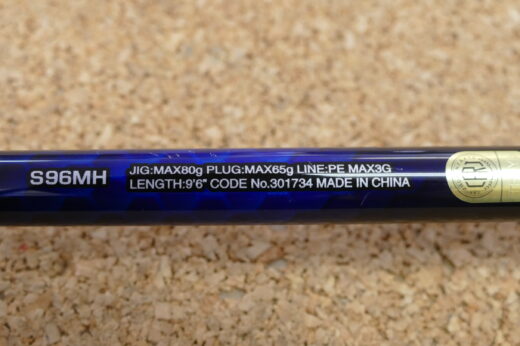 S96MH
JIG:MAX80g PLUG:MAX65g LINE:PE MAX3G
LENGTH:9'6" CODE No.301734 MADE IN CHINA